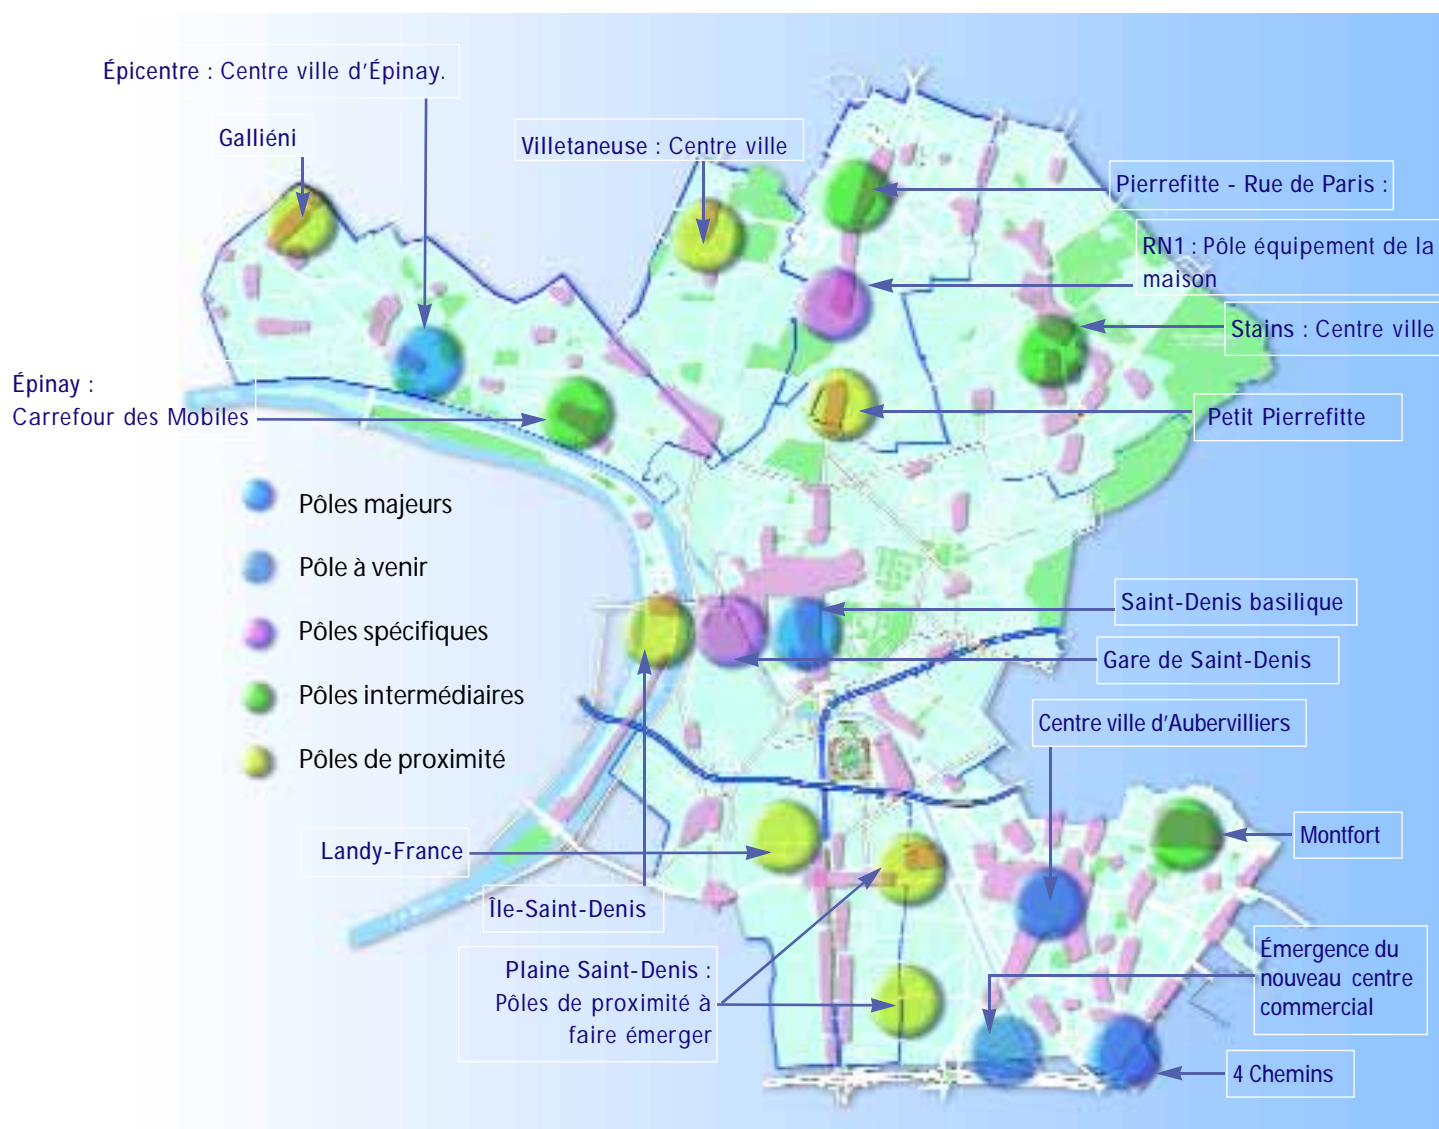 Épicentre : Centre ville d'Épinay.
Galliéni
Villetaneuse : Centre ville
Pierrefitte - Rue de Paris :
RN1 : Pôle équipement de la
maison
Stains : Centre ville
Épinay :
Carrefour des Mobiles
Petit Pierrefitte
Pôles majeurs
Pôle à venir
Pôles spécifiques
Pôles intermédiaires
Pôles de proximité
Saint-Denis basilique
Gare de Saint-Denis
Centre ville d'Aubervilliers
Montfort
Landy-France
Île-Saint-Denis
Plaine Saint-Denis :
Pôles de proximité à
faire émerger
Émergence du
nouveau centre
commercial
4 Chemins